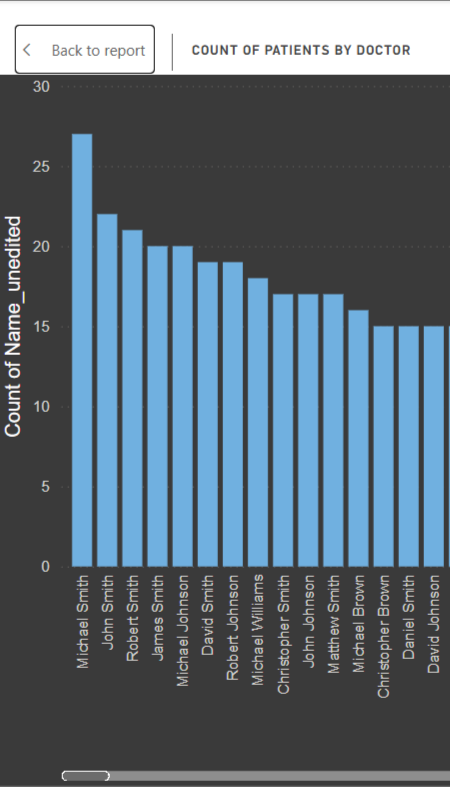 Back to report
COUNT OF PATIENTS BY DOCTOR
Count of Name_unedited
30
25
20
15
10
5
0
Michael Smith
John Smith
Robert Smith
James Smith
Michael Johnson
David Smith
Robert Johnson
Michael Williams
Christopher Smith
John Johnson
Matthew Smith
Michael Brown
Christopher Brown
Daniel Smith
David Johnson